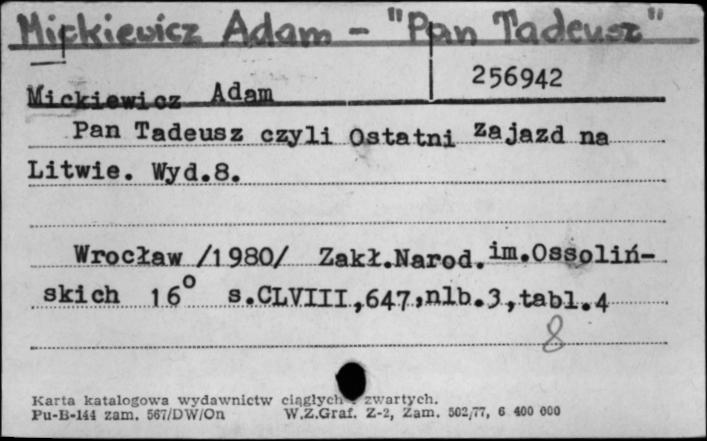 Mickiewicz Adam - "Pan Tadeusz"
256942
Mickiewicz Adam
Pan Tadeusz czyli Ostatni zajazd na
Litwie. Wyd.8.
Wrocław /1980/ Zakł.Narod.im.Ossoliń-
skich 16° s.CLVIII,647,nlb.3,tabl.4
8
Karta katalogowa wydawnictw ciągłych i zwartych.
Pu-B-144 zam. 567/DW/On W.Z.Graf. Z-2, Zam. 502/77, 6 400 000